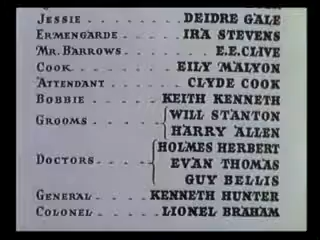 JESSIE . . . . . . . . DEIDRE GALE
ERMENGARDE . . . . . IRA STEVENS
MR. BARROWS. . . . . . . E.E.CLIVE
COOK . . . . . . . . EILY MALYON
ATTENDANT . . . . . . CLYDE COOK
BOBBIE . . . . . . KEITH KENNETH
GROOMS . . . . . WILL STANTON
HARRY ALLEN
DOCTORS . . . . HOLMES HERBERT
EVAN THOMAS
GUY BELLIS
GENERAL . . . . KENNETH HUNTER
COLONEL . . . . . LIONEL BRAHAM